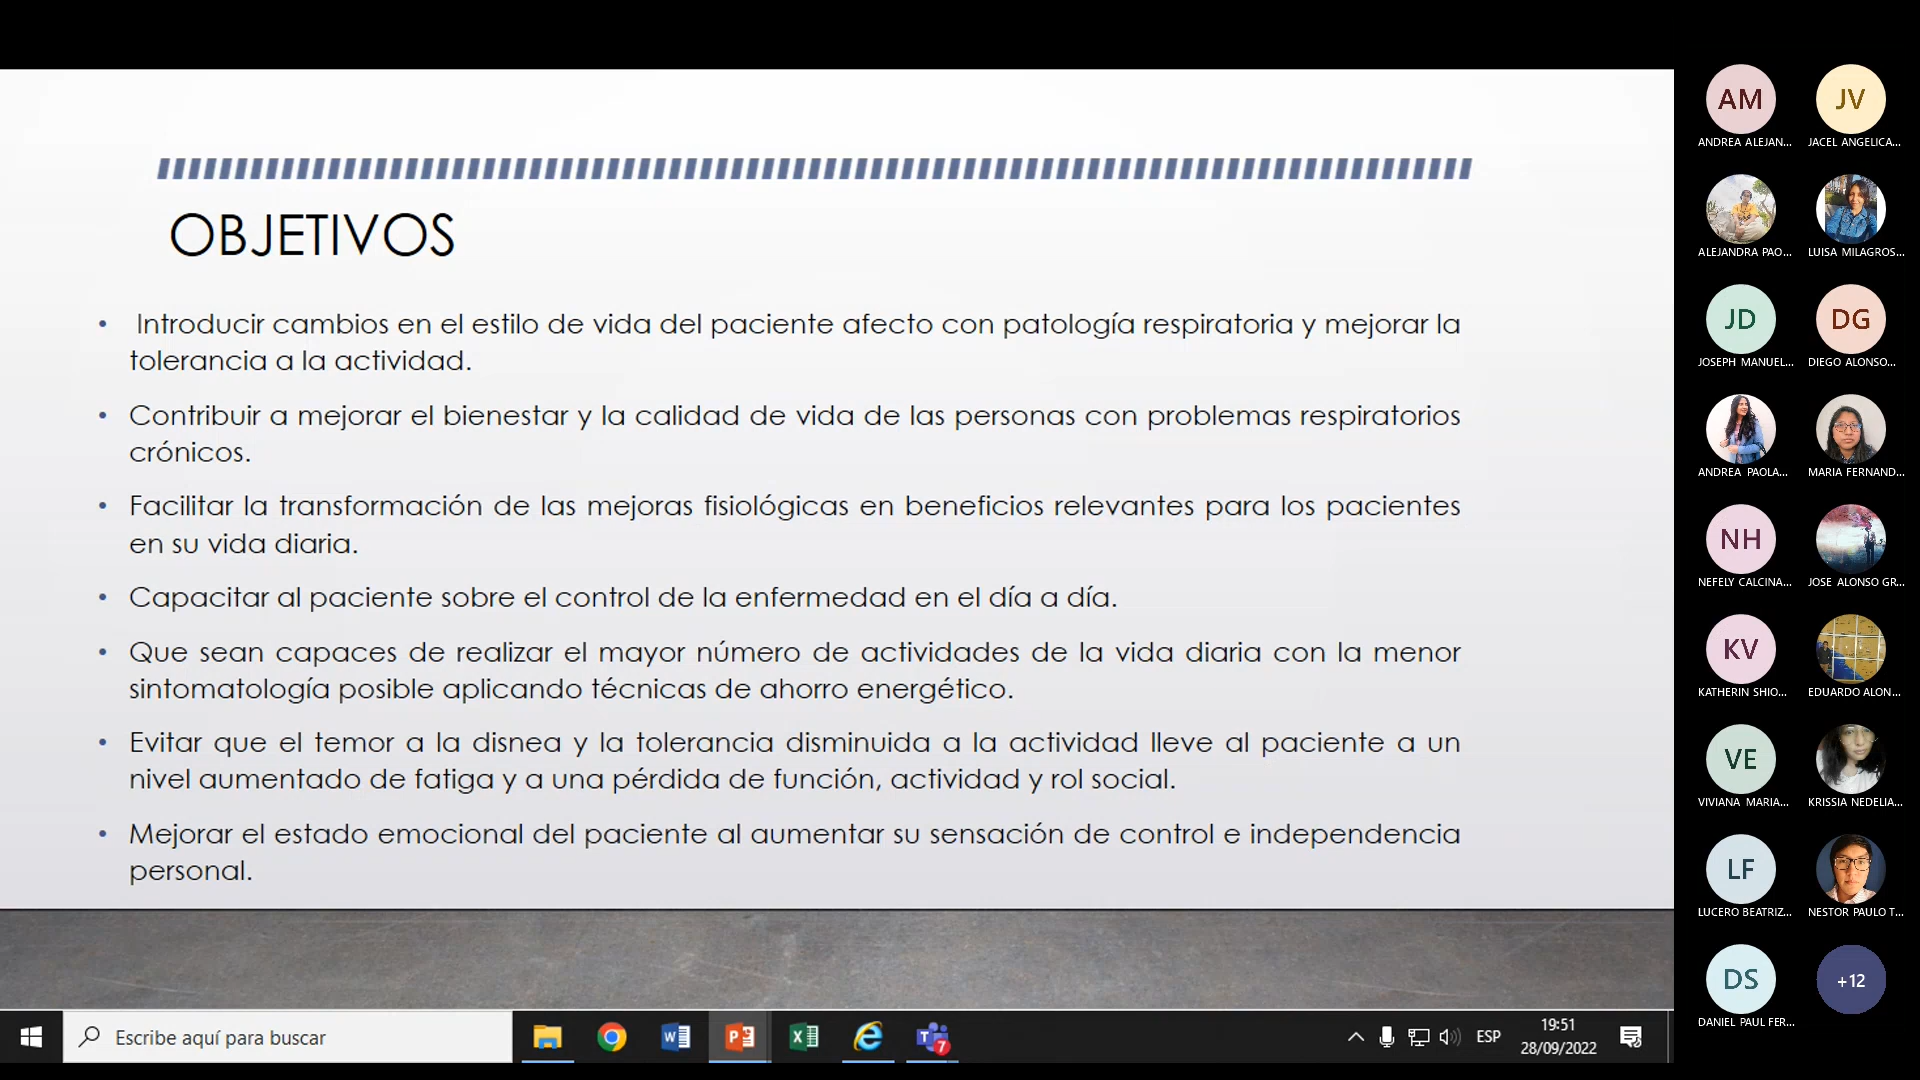 OBJETIVOS
• Introducir cambios en el estilo de vida del paciente afecto con patología respiratoria y mejorar la
tolerancia a la actividad.
• Contribuir a mejorar el bienestar y la calidad de vida de las personas con problemas respiratorios
crónicos.
• Facilitar la transformación de las mejoras fisiológicas en beneficios relevantes para los pacientes
en su vida diaria.
• Capacitar al paciente sobre el control de la enfermedad en el día a día.
• Que sean capaces de realizar el mayor número de actividades de la vida diaria con la menor
sintomatología posible aplicando técnicas de ahorro energético.
• Evitar que el temor a la disnea y la tolerancia disminuida a la actividad lleve al paciente a un
nivel aumentado de fatiga y a una pérdida de función, actividad y rol social.
• Mejorar el estado emocional del paciente al aumentar su sensación de control e independencia
personal.
Escribe aquí para buscar
7
ESP
19:51
28/09/2022
AM
JV
ANDREA ALEJAN...
JACEL ANGELICA...
ALEJANDRA PAO...
LUISA MILAGROS...
JD
DG
JOSEPH MANUEL...
DIEGO ALONSO...
ANDREA PAOLA...
MARIA FERNAND...
NH
NEFELY CALCINA...
JOSE ALONSO GR...
KV
KATHERIN SHIO...
EDUARDO ALON...
VE
VIVIANA MARIA...
KRISSIA NEDELIA...
LF
LUCERO BEATRIZ...
NESTOR PAULO T...
DS
+12
DANIEL PAUL FER...